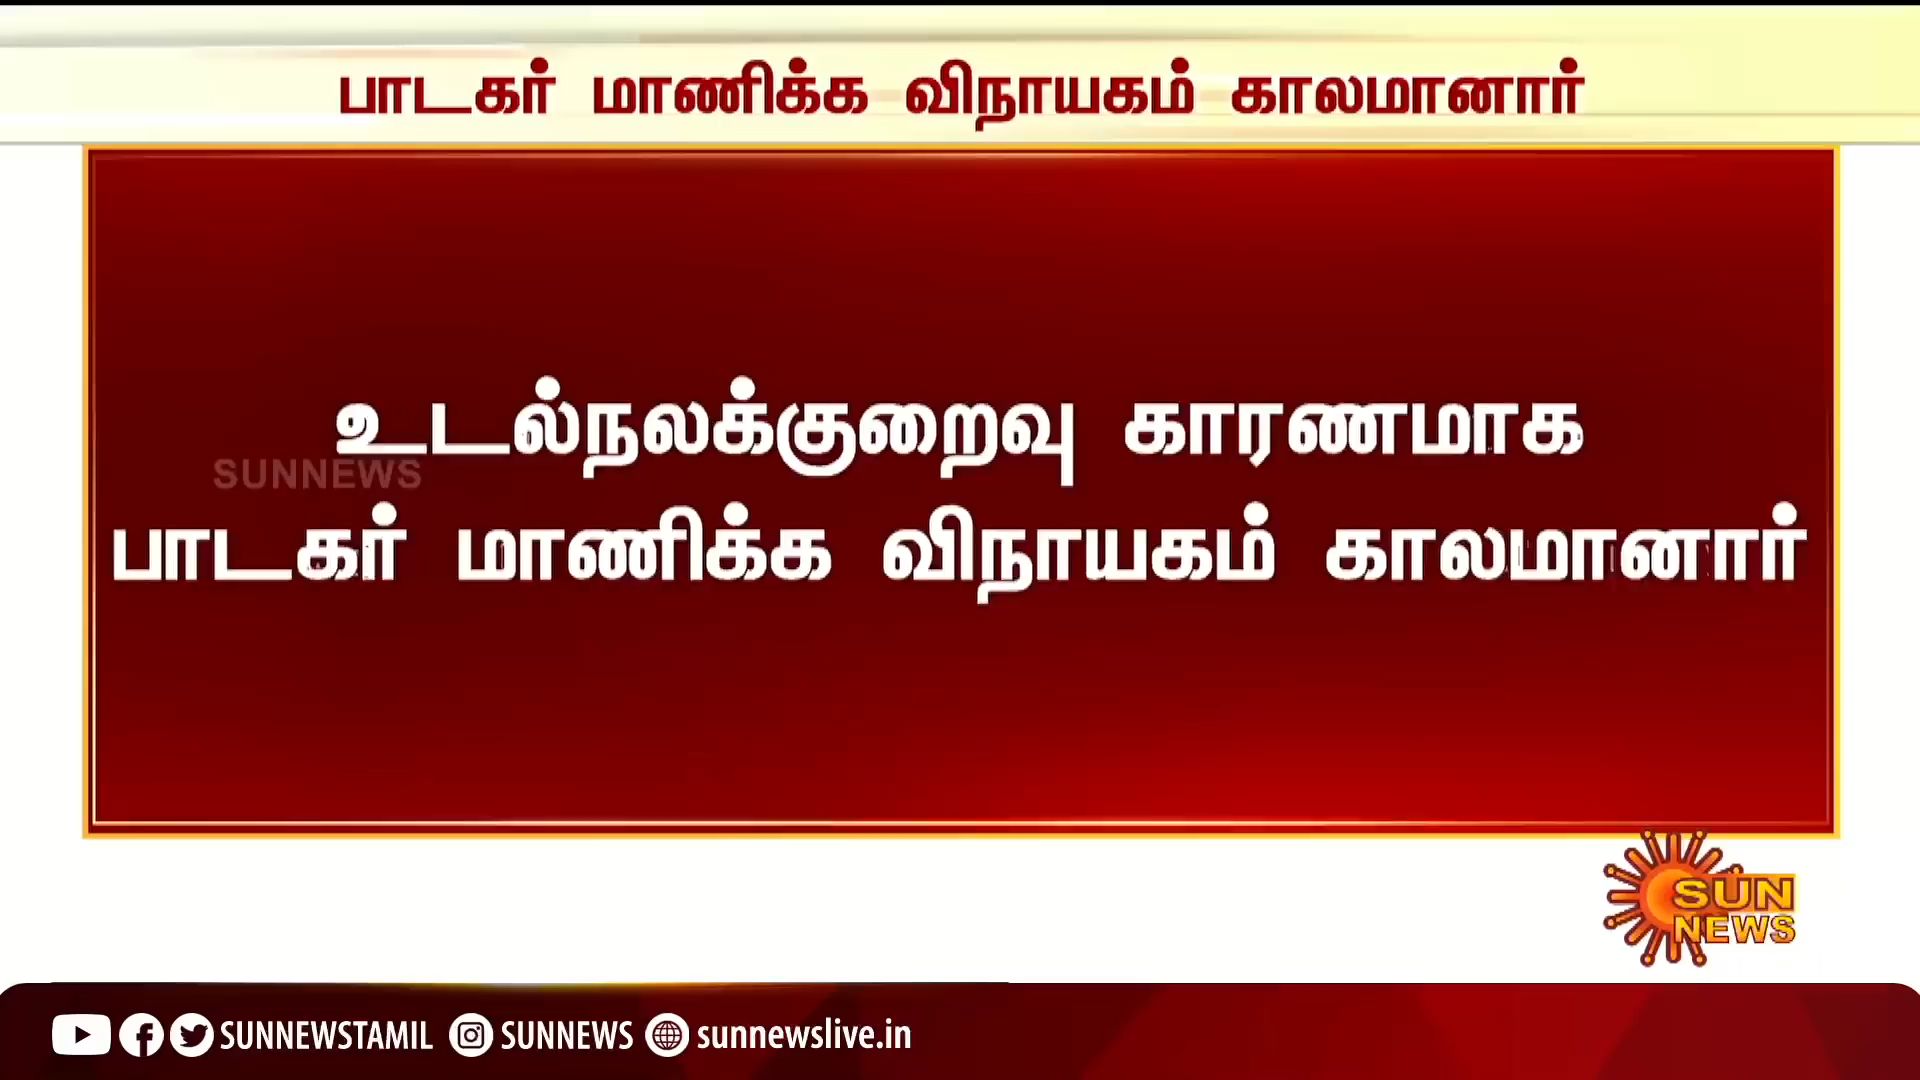 பாடகர் மாணிக்க விநாயகம் காலமானார்
உடல்நலக்குறைவு காரணமாக
SUNNEWS
பாடகர் மாணிக்க விநாயகம் காலமானார்
SUN
NEWS
SUNNEWSTAMIL SUNNEWS sunnewslive.in